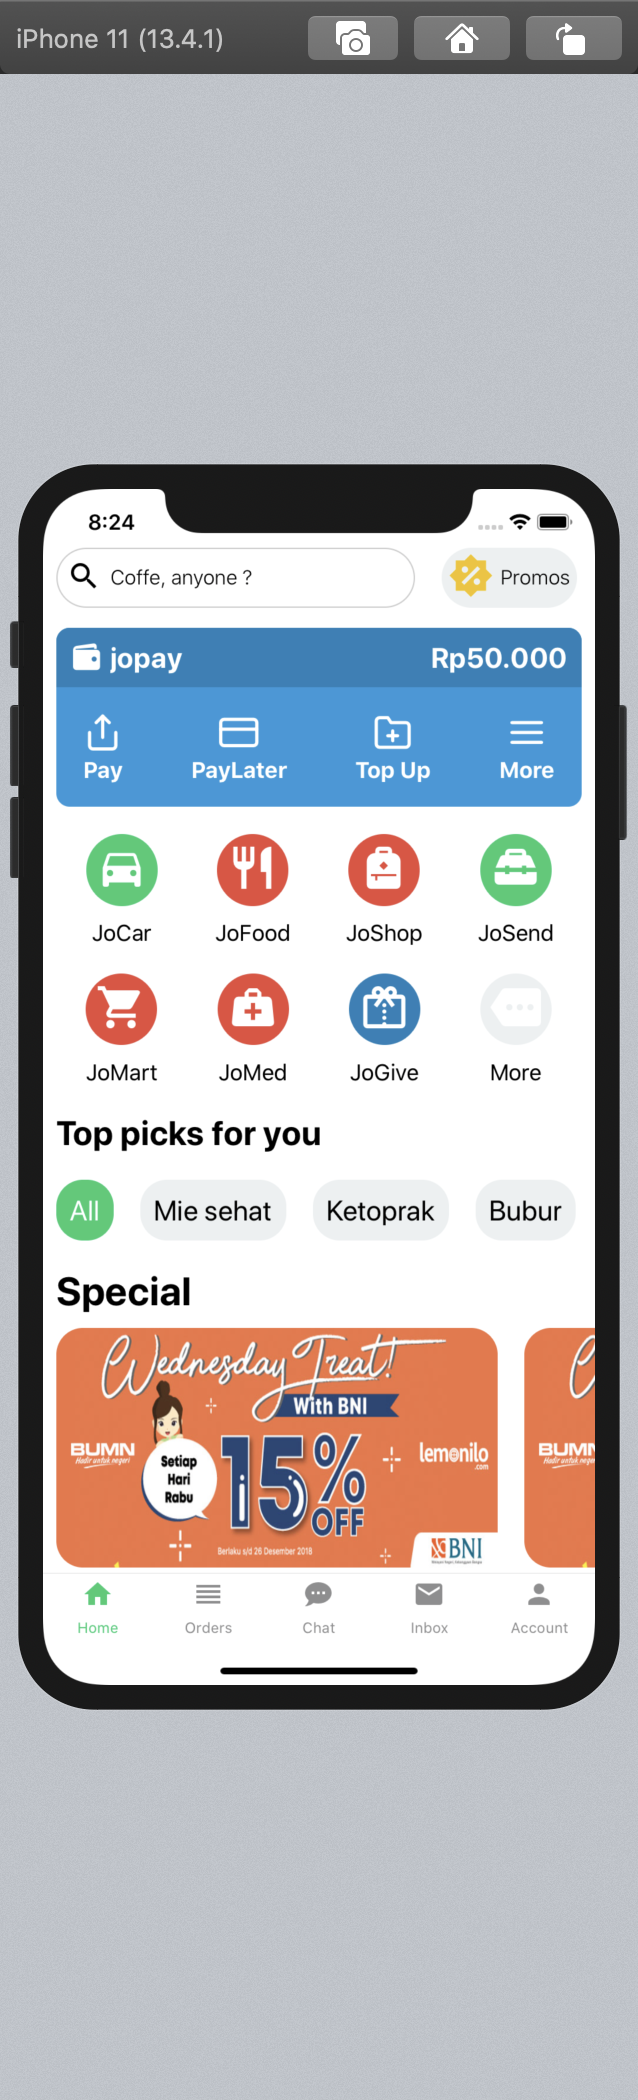 iPhone 11 (13.4.1)
8:24
Coffe, anyone ?
Promos
jopay
Rp50.000
Pay PayLater Top Up More
JoCar JoFood JoShop JoSend
JoMart JoMed JoGive More
Top picks for you
All Mie sehat Ketoprak Bubur
Special
Wednesday Treat!
With BNI
BUMN
Hadir untuk negeri
Setiap
Hari
Rabu
15%
OFF
lemonilo
.com
Berlaku s/d 26 Desember 2018
BNI
BUMN
Hadir untuk negeri
Home Orders Chat Inbox Account